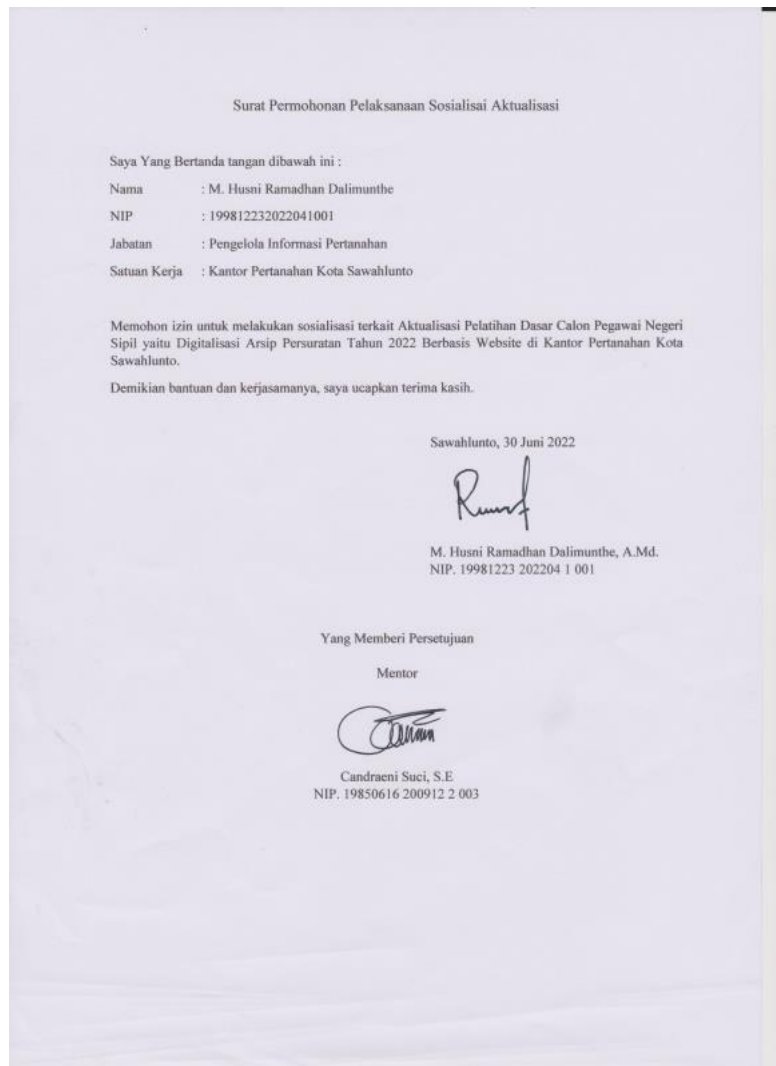 Surat Permohonan Pelaksanaan Sosialisai Aktualisasi
Saya Yang Bertanda tangan dibawah ini :
Nama : M. Husni Ramadhan Dalimunthe
NIP : 199812232022041001
Jabatan : Pengelola Informasi Pertanahan
Satuan Kerja : Kantor Pertanahan Kota Sawahlunto
Memohon izin untuk melakukan sosialisasi terkait Aktualisasi Pelatihan Dasar Calon Pegawai Negeri
Sipil yaitu Digitalisasi Arsip Persuratan Tahun 2022 Berbasis Website di Kantor Pertanahan Kota
Sawahlunto.
Demikian bantuan dan kerjasamanya, saya ucapkan terima kasih.
Sawahlunto, 30 Juni 2022
M. Husni Ramadhan Dalimunthe, A.Md.
NIP. 19981223 202204 1 001
Yang Memberi Persetujuan
Mentor
Candraeni Suci, S.E
NIP. 19850616 200912 2 003